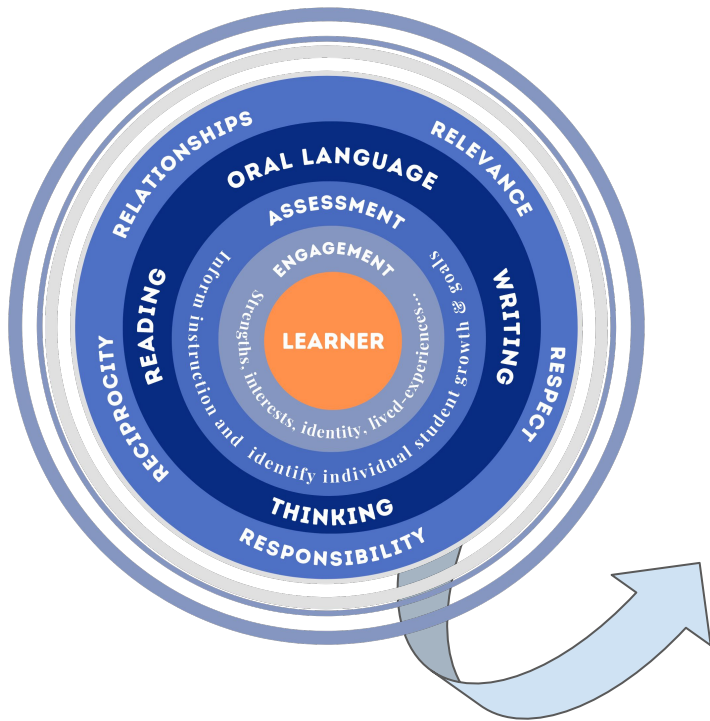 RELATIONSHIPS
RELEVANCE
RESPECT
RESPONSIBILITY
RECIPROCITY
ORAL LANGUAGE
WRITING
THINKING
READING
ASSESSMENT
Inform instruction and identify individual student growth & goals
ENGAGEMENT
Strengths, interests, identity, lived-experiences...
LEARNER